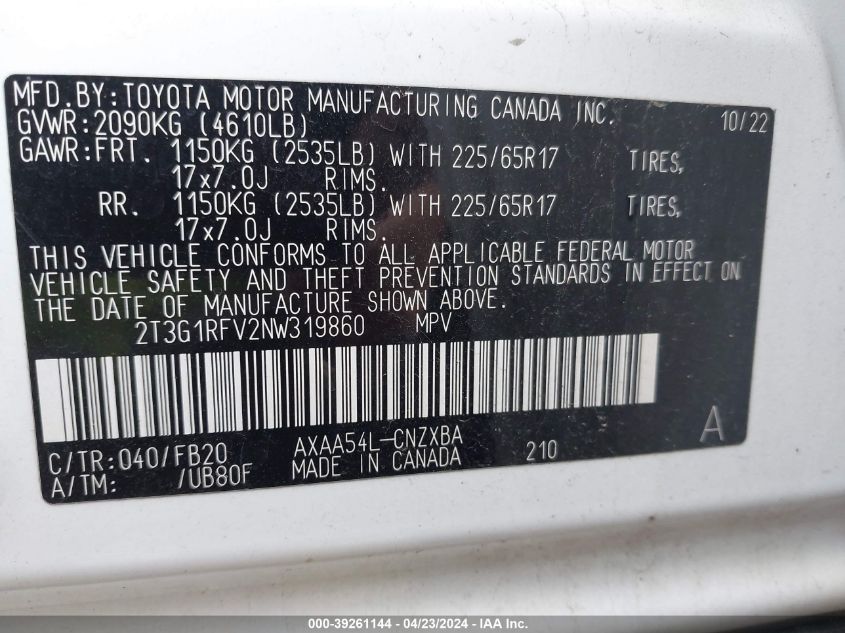 MFD.BY:TOYOTA MOTOR MANUFACTURING CANADA INC. 10/22
GVWR:2090KG (4610LB)
GAWR:FRT. 1150KG (2535LB) WITH 225/65R17 TIRES,
17x7.0J RIMS.
RR. 1150KG (2535LB) WITH 225/65R17 TIRES,
17x7.0J RIMS.
THIS VEHICLE CONFORMS TO ALL APPLICABLE FEDERAL MOTOR
VEHICLE SAFETY AND THEFT PREVENTION STANDARDS IN EFFECT ON
THE DATE OF MANUFACTURE SHOWN ABOVE.
2T3G1RFV2NW319860 MPV
C/TR:040/FB20 AXAA54L-CNZXBA 210 A
A/TM: /UB80F MADE IN CANADA
000-39261144 - 04/23/2024 - IAA Inc.